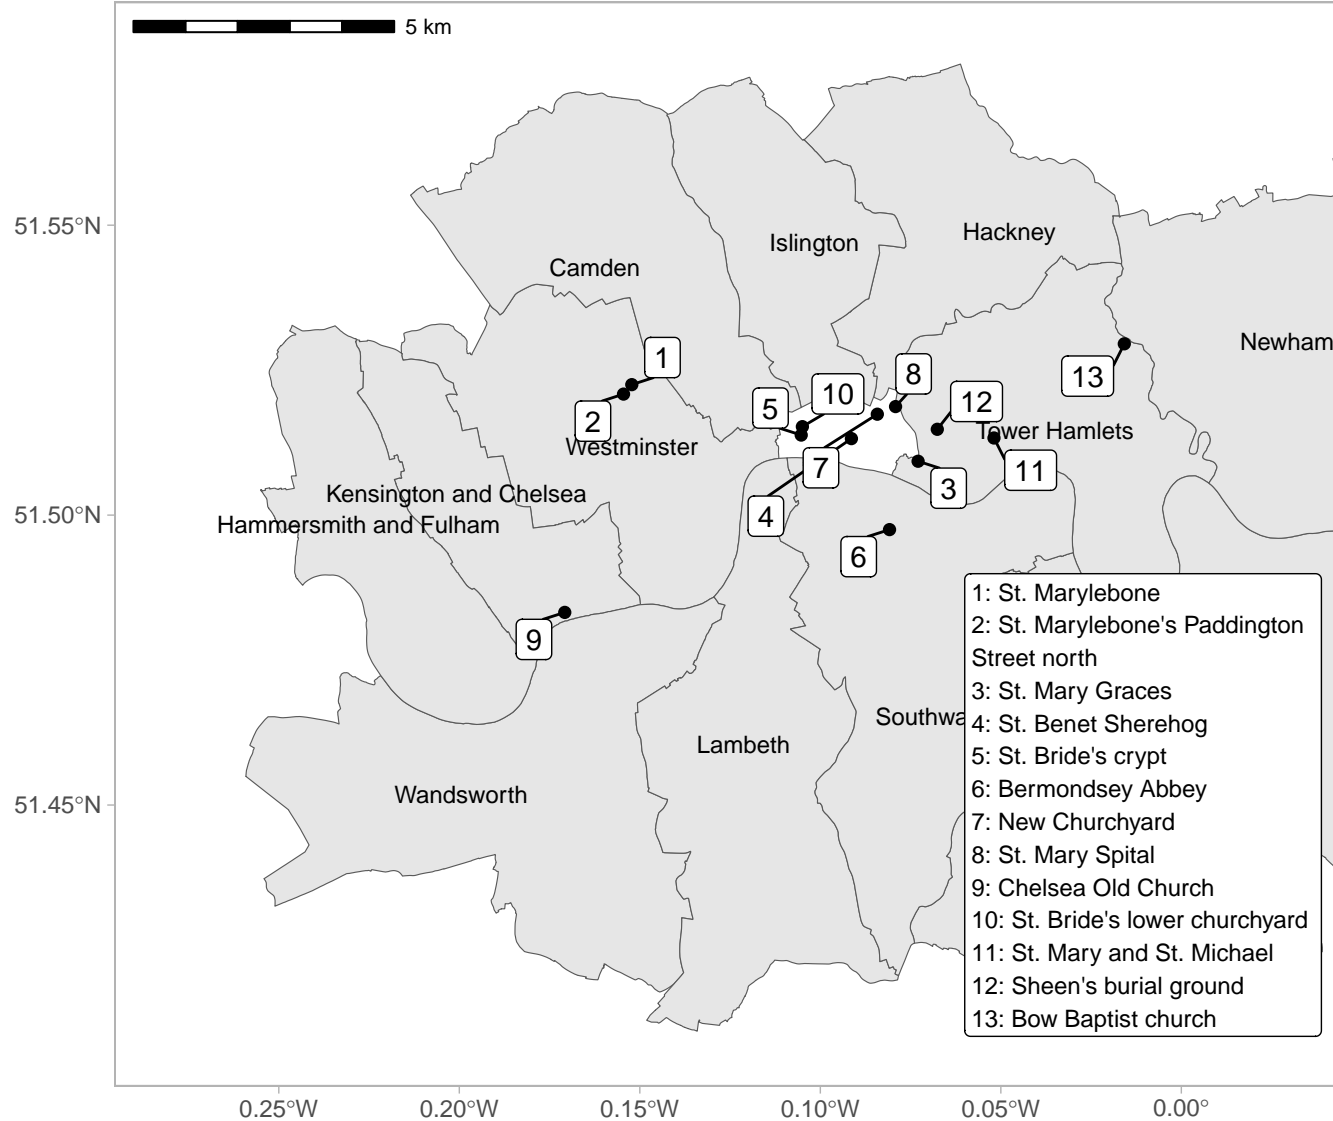 5 km
51.55°N
51.50°N
51.45°N
Hackney
Islington
Camden
Newham
1
8
13
10
12
5
2
Tower Hamlets
Westminster
7
11
3
Kensington and Chelsea
4
Hammersmith and Fulham
6
9
Southwa
Lambeth
Wandsworth
1: St. Marylebone
2: St. Marylebone's Paddington
Street north
3: St. Mary Graces
4: St. Benet Sherehog
5: St. Bride's crypt
6: Bermondsey Abbey
7: New Churchyard
8: St. Mary Spital
9: Chelsea Old Church
10: St. Bride's lower churchyard
11: St. Mary and St. Michael
12: Sheen's burial ground
13: Bow Baptist church
0.25°W
0.20°W
0.15°W
0.10°W
0.05°W
0.00°